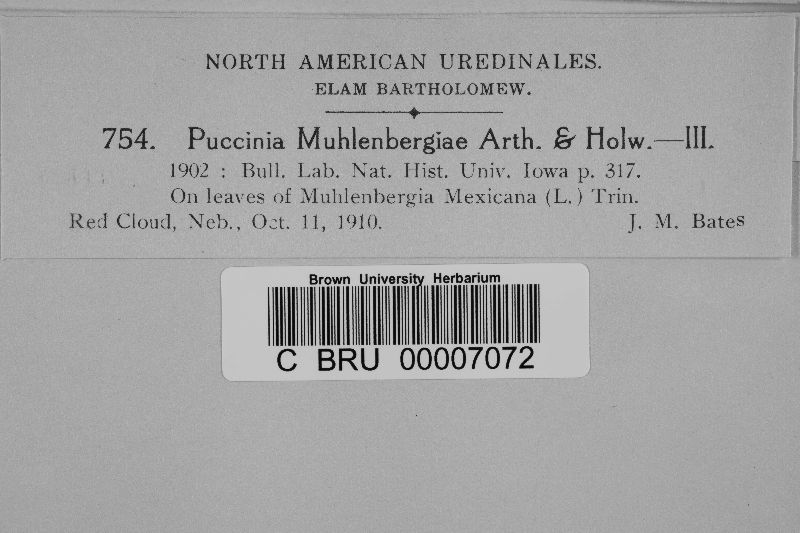 NORTH AMERICAN UREDINALES.
ELAM BARTHOLOMEW.
754. Puccinia Muhlenbergiae Arth. & Holw.—III.
1902 : Bull. Lab. Nat. Hist. Univ. Iowa p. 317.
On leaves of Muhlenbergia Mexicana (L.) Trin.
Red Cloud, Neb., Oct. 11, 1910. J. M. Bates
Brown University Herbarium
C BRU 00007072